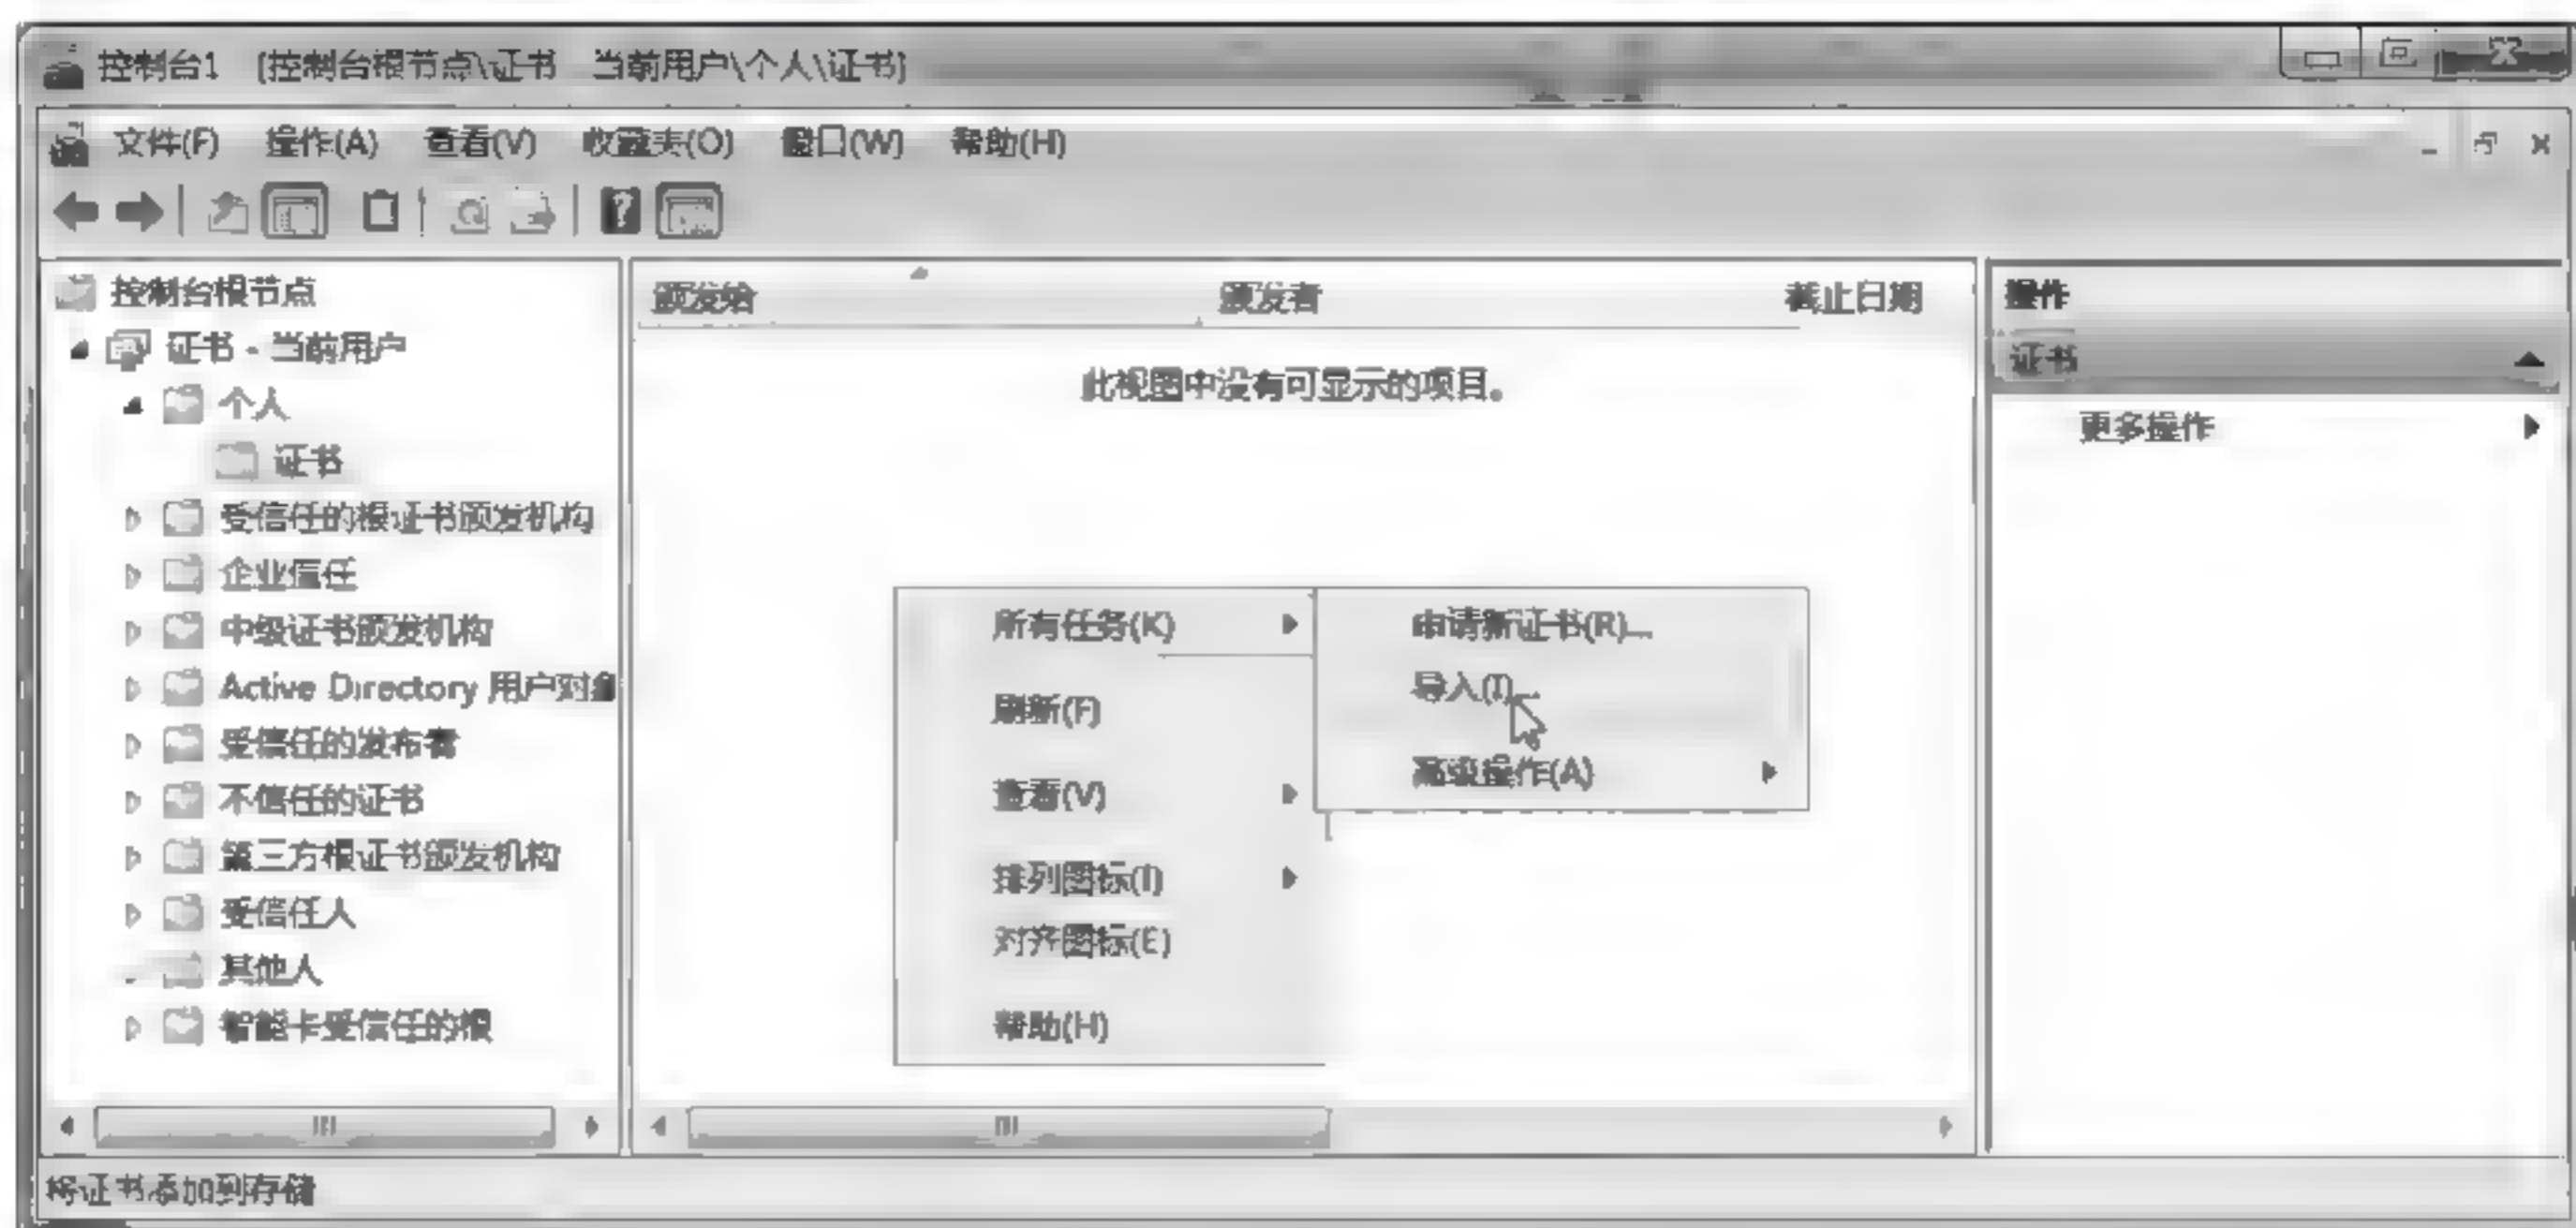 控制台1 [控制台根节点\证书 当前用户\个人\证书]
文件(F) 操作(A) 查看(V) 收藏夹(O) 窗口(W) 帮助(H)
控制台根节点
证书 - 当前用户
个人
证书
受信任的根证书颁发机构
企业信任
中级证书颁发机构
Active Directory 用户对象
受信任的发布者
不信任的证书
第三方根证书颁发机构
受信任人
其他人
智能卡受信任的根
颁发给 颁发者 截止日期
此视图中没有可显示的项目。
所有任务(K)
刷新(F)
查看(V)
排列图标(I)
对齐图标(E)
帮助(H)
申请新证书(R)...
导入(I)...
高级操作(A)
操作
证书
更多操作
将证书添加到存储